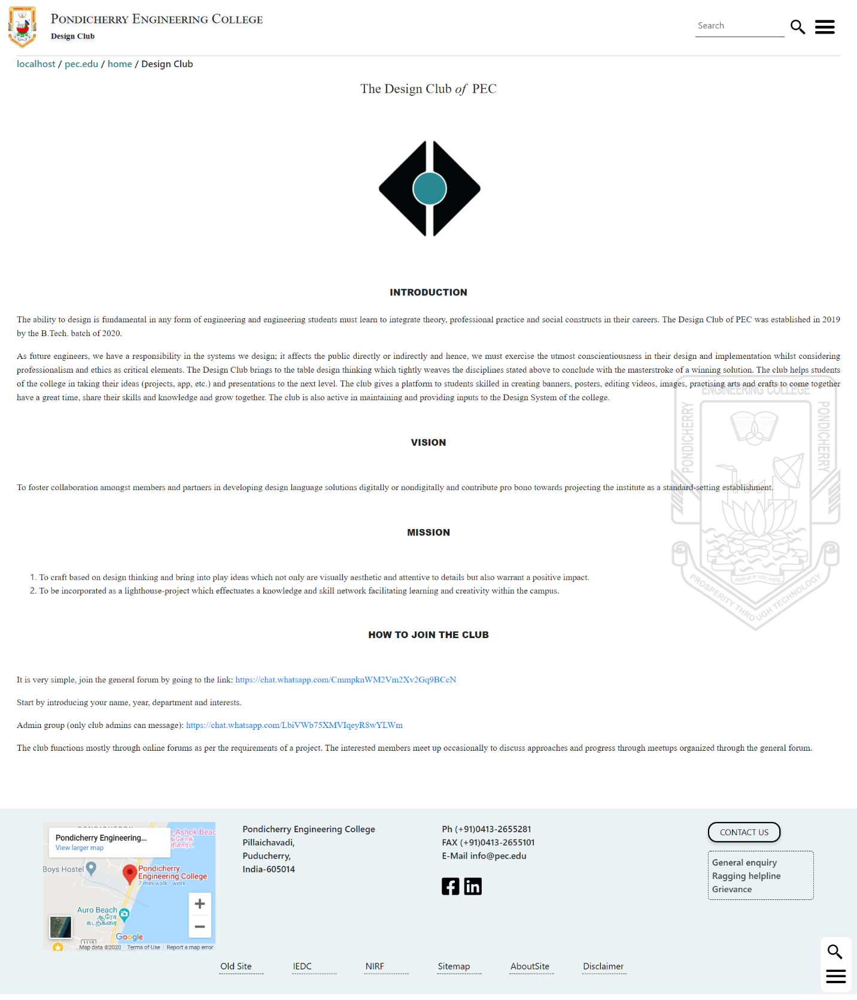 PONDICHERRY ENGINEERING COLLEGE
Design Club
Search
localhost / pec.edu / home / Design Club
The Design Club of PEC
INTRODUCTION
The ability to design is fundamental in any form of engineering and engineering students must learn to integrate theory, professional practice and social constructs in their careers. The Design Club of PEC was established in 2019
by the B.Tech. batch of 2020.
As future engineers, we have a responsibility in the systems we design; it affects the public directly or indirectly and hence, we must exercise the utmost conscientiousness in their design and implementation whilst considering
professionalism and ethics as critical elements. The Design Club brings to the table design thinking which tightly weaves the disciplines stated above to conclude with the masterstroke of a winning solution. The club helps students
of the college in taking their ideas (projects, app, etc.) and presentations to the next level. The club gives a platform to students skilled in creating banners, posters, editing videos, images, practising arts and crafts to come together
have a great time, share their skills and knowledge and grow together. The club is also active in maintaining and providing inputs to the Design System of the college.
ENGINEERING COLLEGE
PONDICHERRY
PONDICHERRY
VISION
To foster collaboration amongst members and partners in developing design language solutions digitally or nondigitally and contribute pro bono towards projecting the institute as a standard-setting establishment.
MISSION
1. To craft based on design thinking and bring into play ideas which not only are visually aesthetic and attentive to details but also warrant a positive impact.
2. To be incorporated as a lighthouse-project which effectuates a knowledge and skill network facilitating learning and creativity within the campus.
PROSPERITY THROUGH TECHNOLOGY
HOW TO JOIN THE CLUB
It is very simple, join the general forum by going to the link: https://chat.whatsapp.com/CmmpknWM2Vm2Xv2Gq9BCcN
Start by introducing your name, year, department and interests.
Admin group (only club admins can message): https://chat.whatsapp.com/LbiVWb75XMVIqeyR8wYLWm
The club functions mostly through online forums as per the requirements of a project. The interested members meet up occasionally to discuss approaches and progress through meetups organized through the general forum.
Pondicherry Engineering...
View larger map
Ashok Beac
அசோக்
Boys Hostel
Pondicherry
Engineering College
7 min walk - work
Auro Beach
ஆரோ
கடற்கரை
1115
Google
Map data ©2020 Terms of Use Report a map error
Pondicherry Engineering College
Pillaichavadi,
Puducherry,
India-605014
Ph (+91)0413-2655281
FAX (+91)0413-2655101
E-Mail info@pec.edu
CONTACT US
General enquiry
Ragging helpline
Grievance
Old Site
IEDC
NIRF
Sitemap
AboutSite
Disclaimer